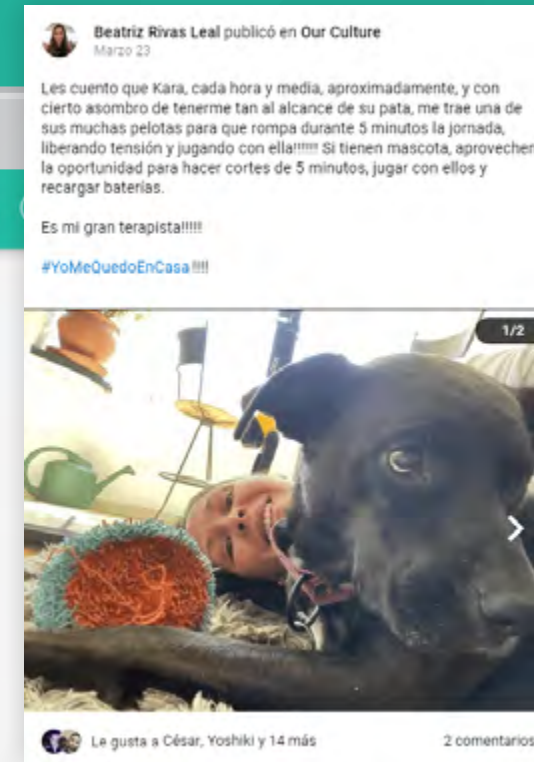 Beatriz Rivas Leal publicó en Our Culture
Marzo 23
Les cuento que Kara, cada hora y media, aproximadamente, y con
cierto asombro de tenerme tan al alcance de su pata, me trae una de
sus muchas pelotas para que rompa durante 5 minutos la jornada,
liberando tensión y jugando con ella!!!!!! Si tienen mascota, aprovechen
la oportunidad para hacer cortes de 5 minutos, jugar con ellos y
recargar baterías.
Es mi gran terapista!!!!!
#YoMeQuedoEnCasa !!!!!
1/2
Le gusta a César, Yoshiki y 14 más
2 comentarios